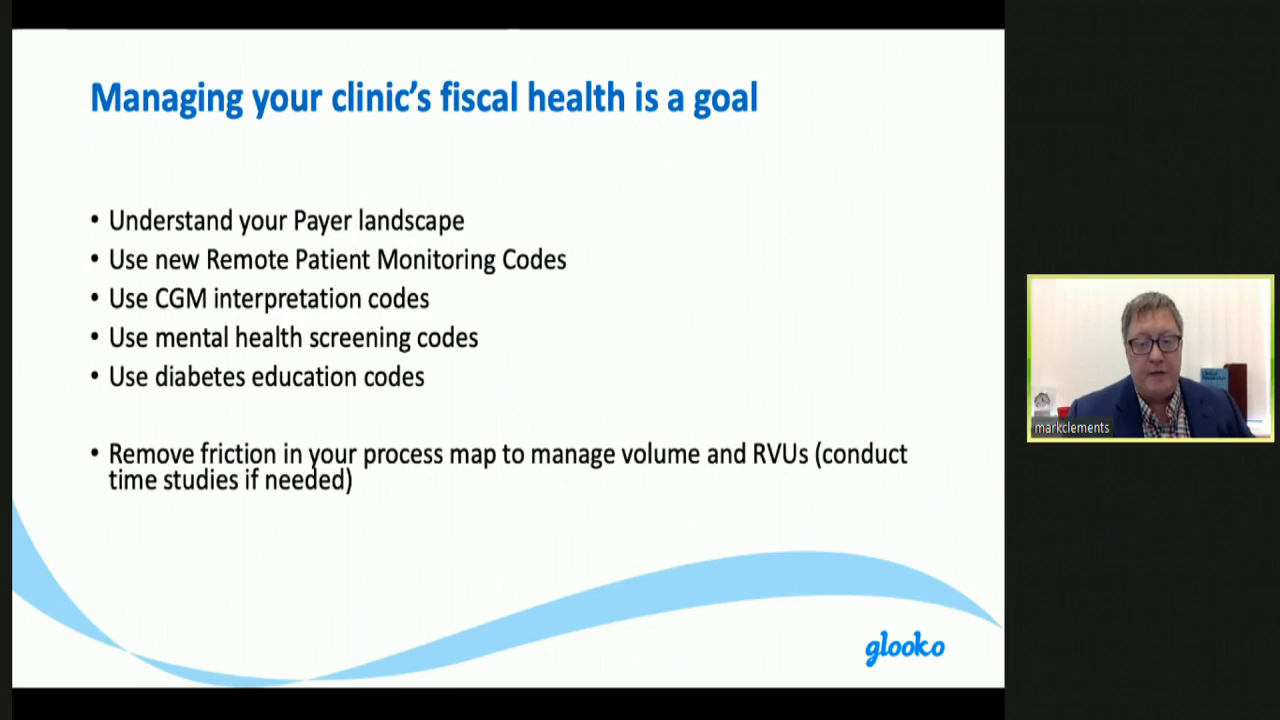 Managing your clinic's fiscal health is a goal
• Understand your Payer landscape
• Use new Remote Patient Monitoring Codes
• Use CGM interpretation codes
• Use mental health screening codes
• Use diabetes education codes
• Remove friction in your process map to manage volume and RVUs (conduct
time studies if needed)
glooko
markclements